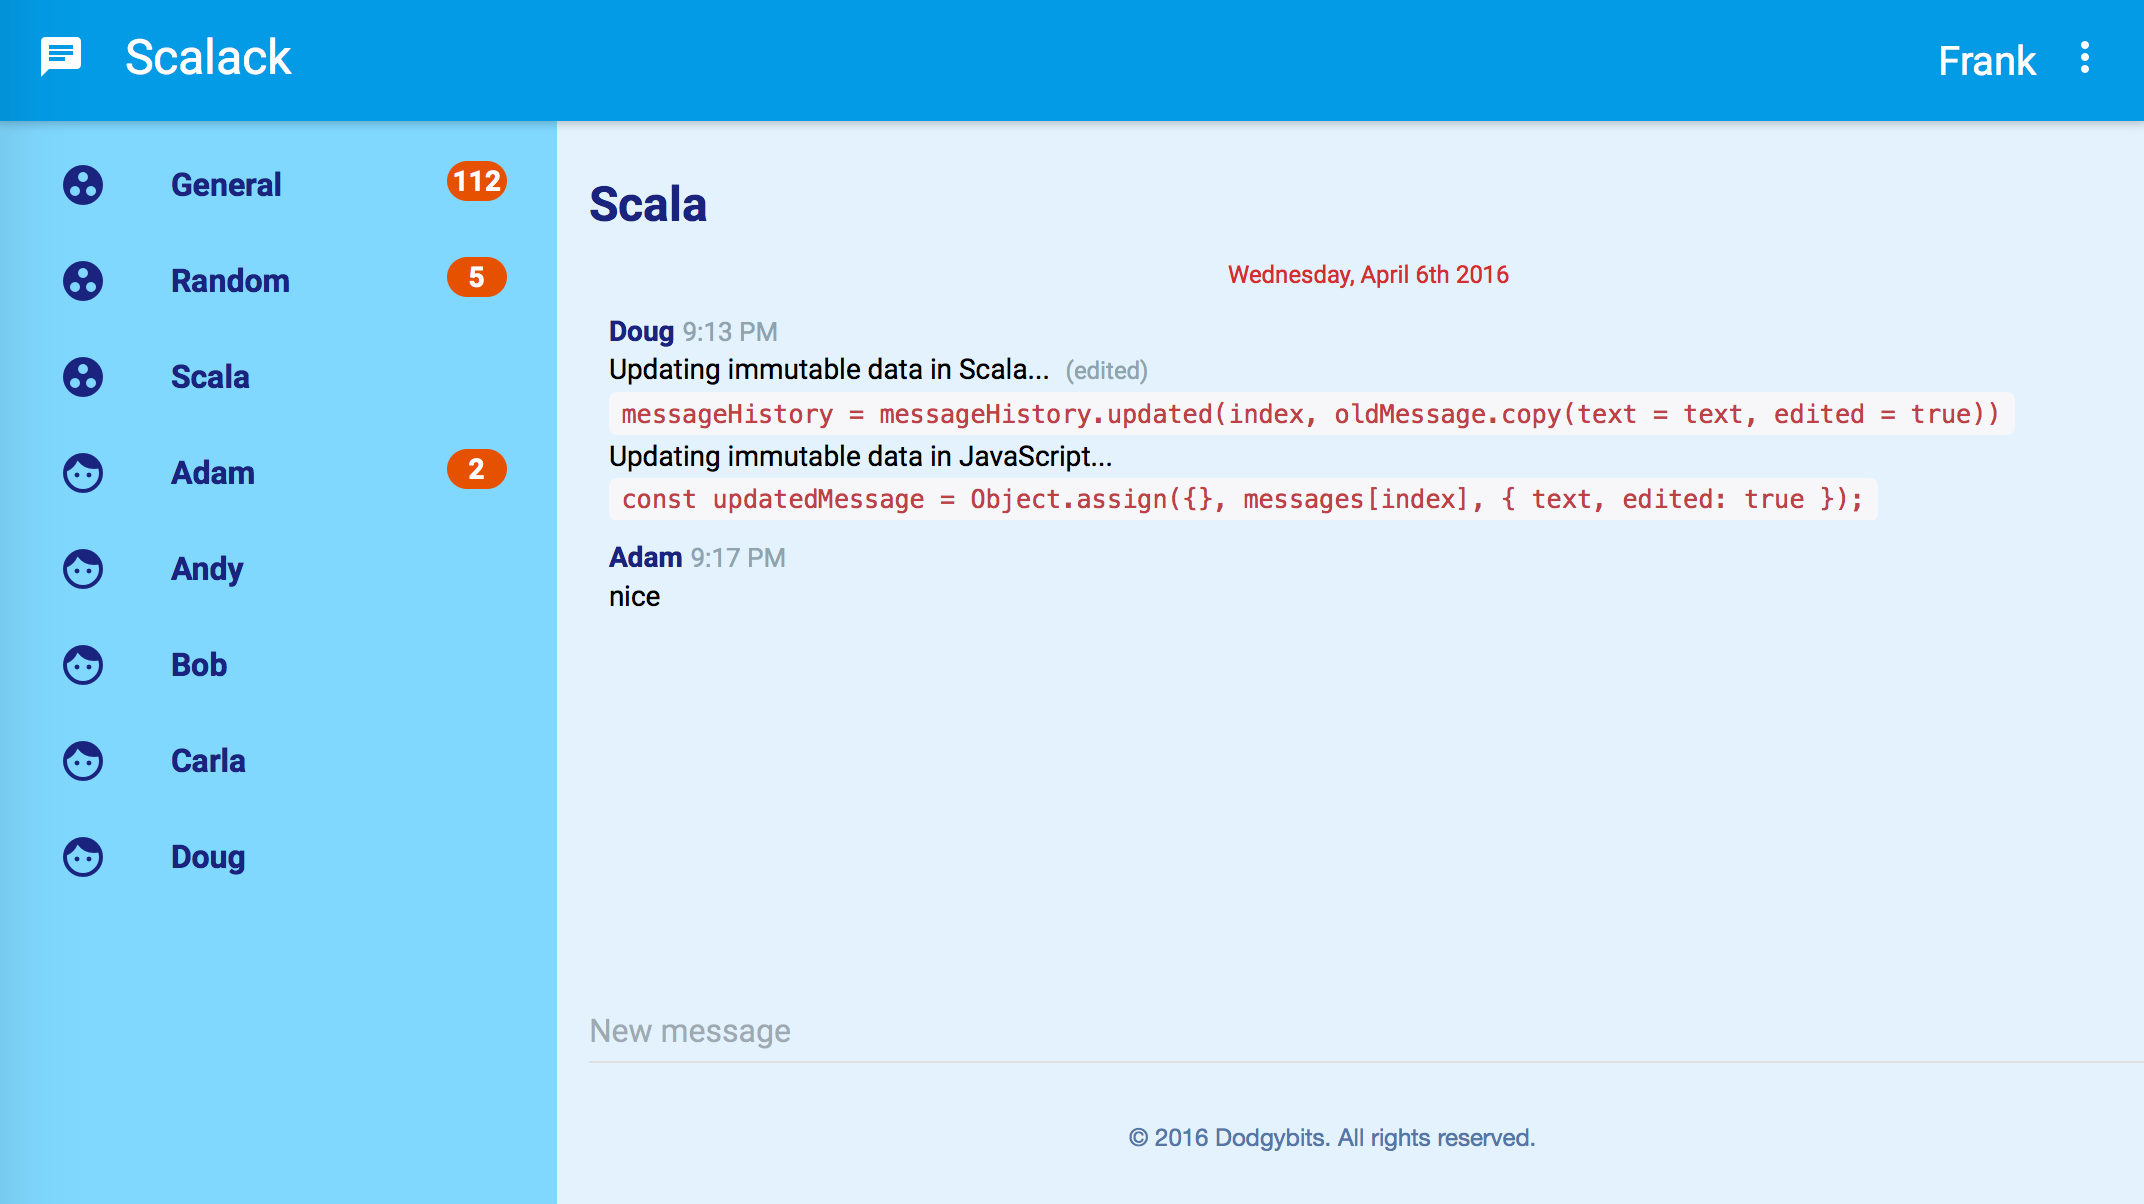 Scalack
Frank
General 112
Random 5
Scala
Adam 2
Andy
Bob
Carla
Doug
Scala
Wednesday, April 6th 2016
Doug 9:13 PM
Updating immutable data in Scala... (edited)
messageHistory = messageHistory.updated(index, oldMessage.copy(text = text, edited = true))
Updating immutable data in JavaScript...
const updatedMessage = Object.assign({}, messages[index], { text, edited: true });
Adam 9:17 PM
nice
New message
© 2016 Dodgybits. All rights reserved.